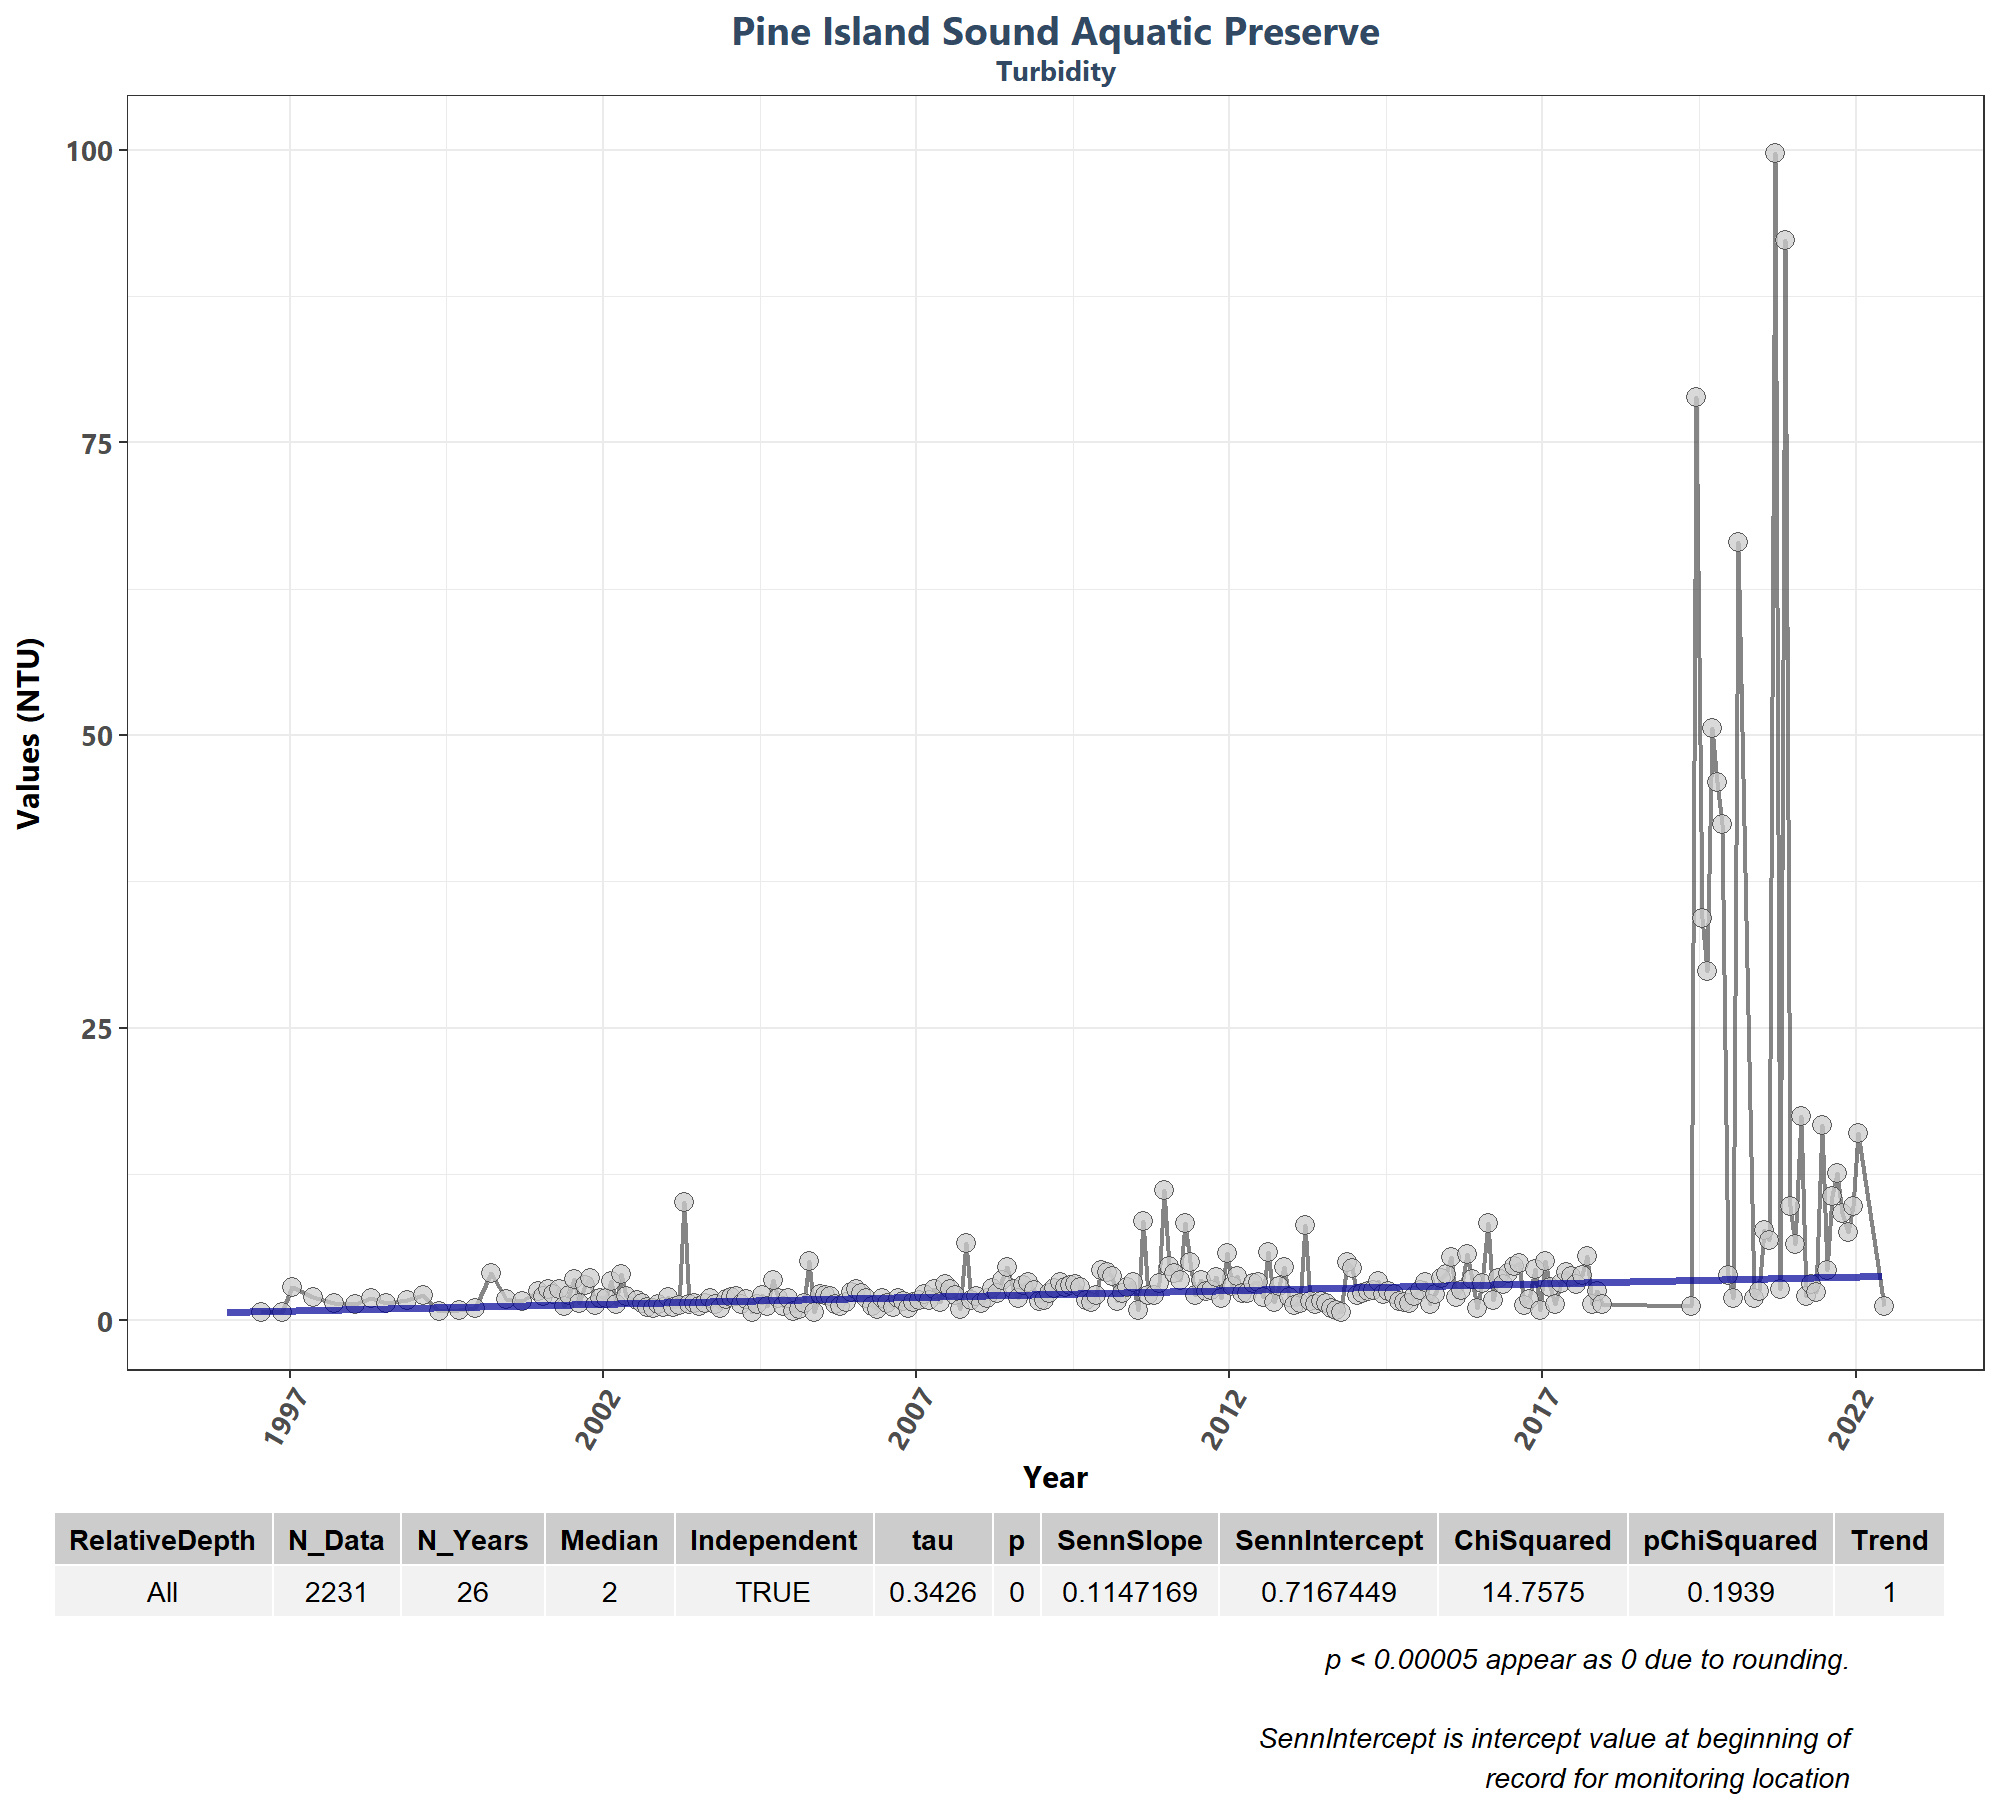 Pine Island Sound Aquatic Preserve
Turbidity
Values (NTU)
100
75
50
25
0
1997 2002 2007 2012 2017 2022
Year
RelativeDepth N_Data N_Years Median Independent tau p SennSlope SennIntercept ChiSquared pChiSquared Trend
All 2231 26 2 TRUE 0.3426 0 0.1147169 0.7167449 14.7575 0.1939 1
p < 0.00005 appear as 0 due to rounding.
SennIntercept is intercept value at beginning of
record for monitoring location